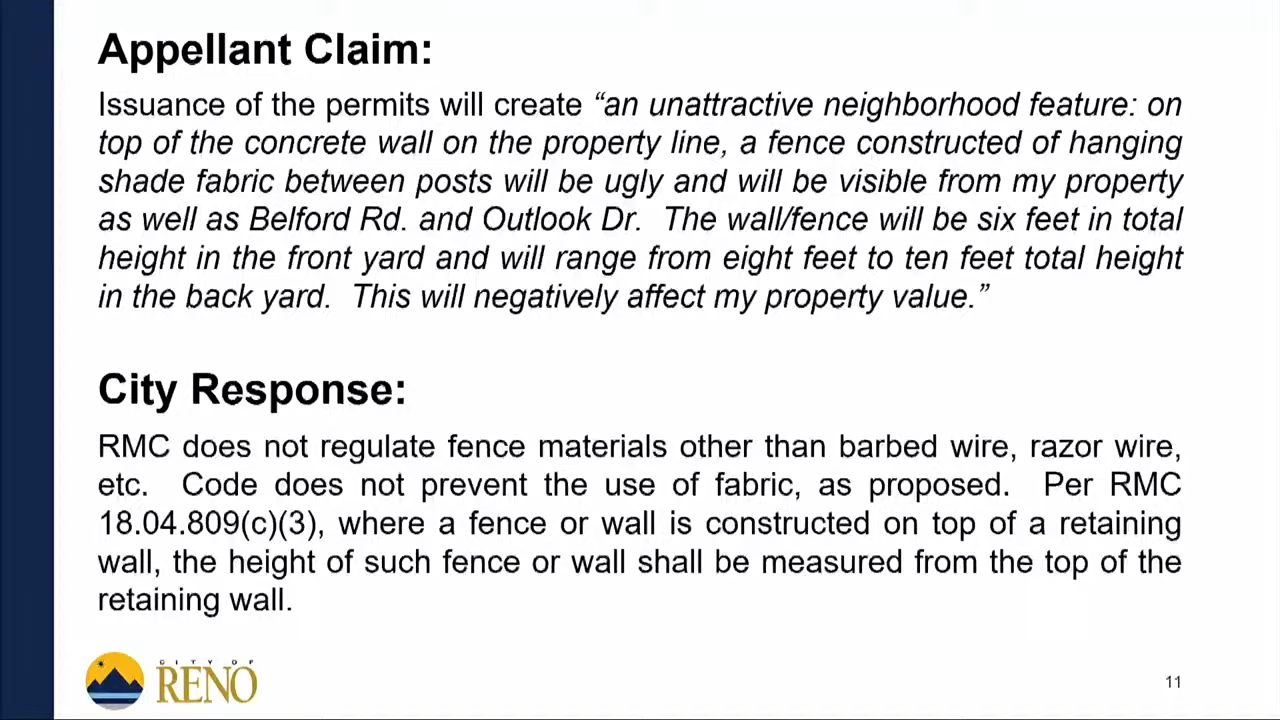 Appellant Claim:
Issuance of the permits will create “an unattractive neighborhood feature: on
top of the concrete wall on the property line, a fence constructed of hanging
shade fabric between posts will be ugly and will be visible from my property
as well as Belford Rd. and Outlook Dr.  The wall/fence will be six feet in total
height in the front yard and will range from eight feet to ten feet total height
in the back yard.  This will negatively affect my property value.”
City Response:
RMC does not regulate fence materials other than barbed wire, razor wire,
etc.  Code does not prevent the use of fabric, as proposed.  Per RMC
18.04.809(c)(3), where a fence or wall is constructed on top of a retaining
wall, the height of such fence or wall shall be measured from the top of the
retaining wall.
CITY OF
RENO
11